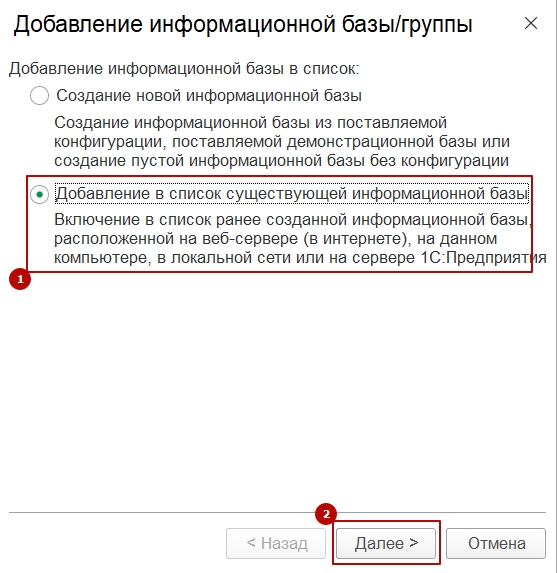 Добавление информационной базы/группы
Добавление информационной базы в список:
Создание новой информационной базы
Создание информационной базы из поставляемой
конфигурации, поставляемой демонстрационной базы или
создание пустой информационной базы без конфигурации
Добавление в список существующей информационной базы
Включение в список ранее созданной информационной базы,
расположенной на веб-сервере (в интернете), на данном
компьютере, в локальной сети или на сервере 1С:Предприятия
1
2
< Назад
Далее >
Отмена